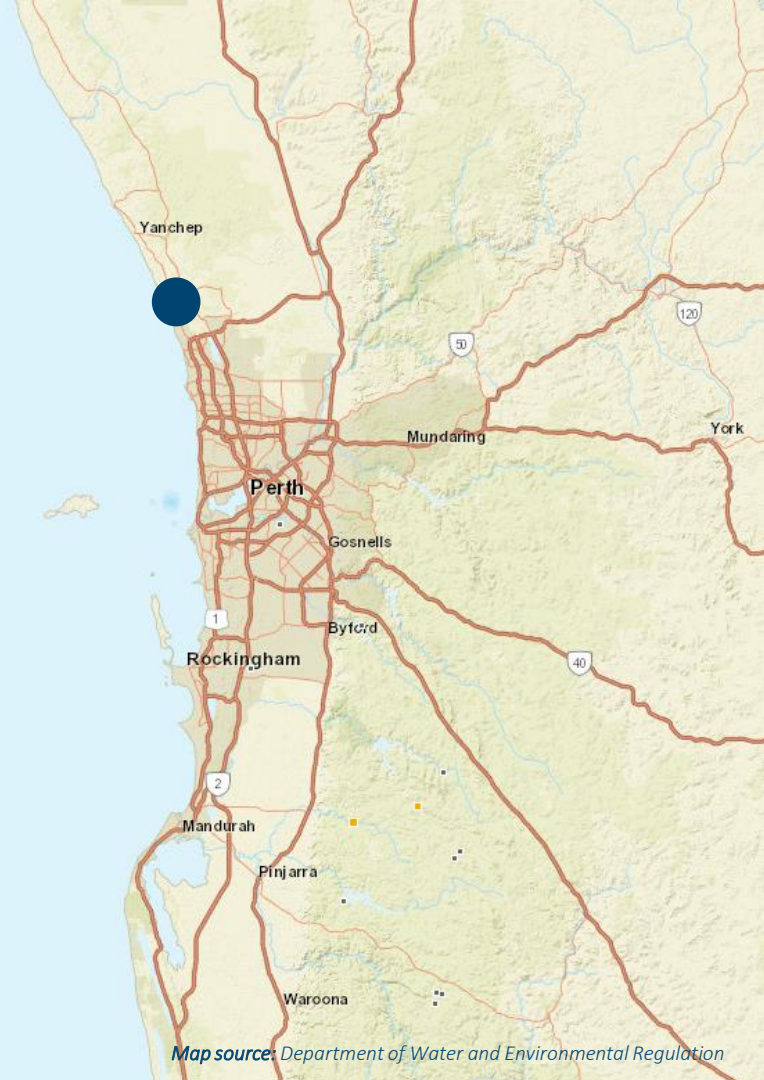 Yanchep
120
50
York
Mundaring
Perth
Gosnells
1
Byford
Rockingham
40
2
Mandurah
Pinjarra
Waroona
Map source: Department of Water and Environmental Regulation